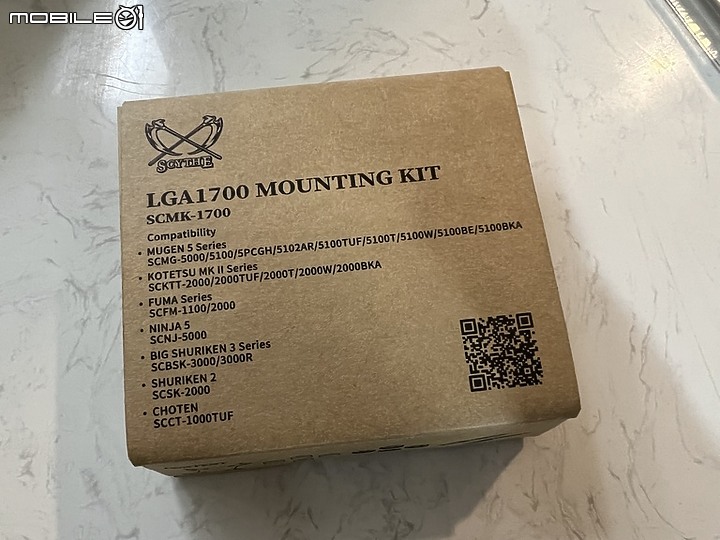 MOBILE01
SCYTHE
LGA1700 MOUNTING KIT
SCMK-1700
Compatibility
• MUGEN 5 Series
SCMG-5000/5100/5PCGH/5102AR/5100TUF/5100T/5100W/5100BE/5100BKA
• KOTETSU MK II Series
SCKTT-2000/2000TUF/2000T/2000W/2000BKA
• FUMA Series
SCFM-1100/2000
• NINJA 5
SCNJ-5000
• BIG SHURIKEN 3 Series
SCBSK-3000/3000R
• SHURIKEN 2
SCSK-2000
• CHOTEN
SCCT-1000TUF